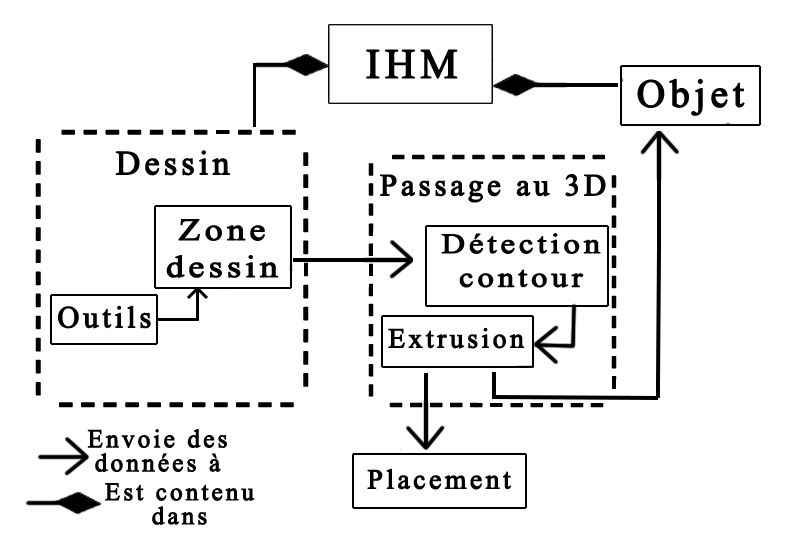 IHM
Objet
Dessin
Passage au 3D
Zone
dessin
Détection
contour
Outils
Extrusion
Envoie des
données à
Placement
Est contenu
dans